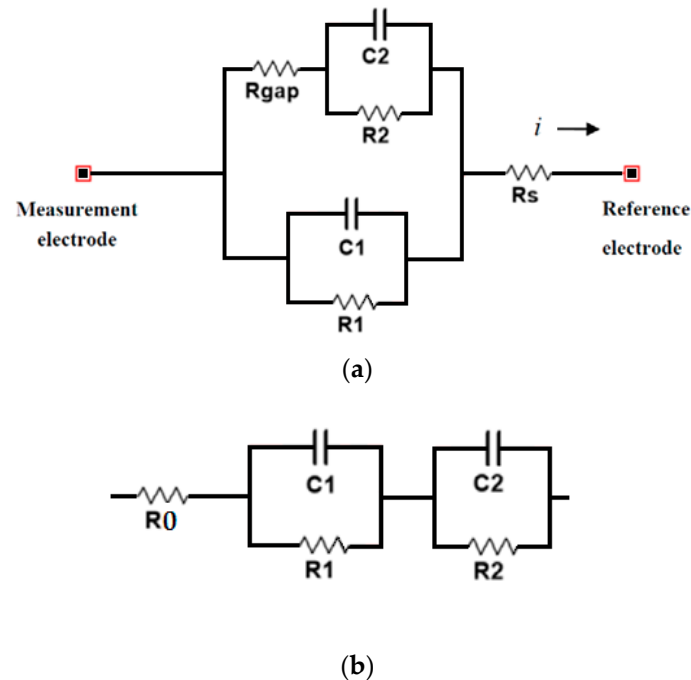 C2
Rgap
R2
i
Rs
Measurement
electrode
Reference
electrode
C1
R1
(a)
C1
C2
R0
R1
R2
(b)